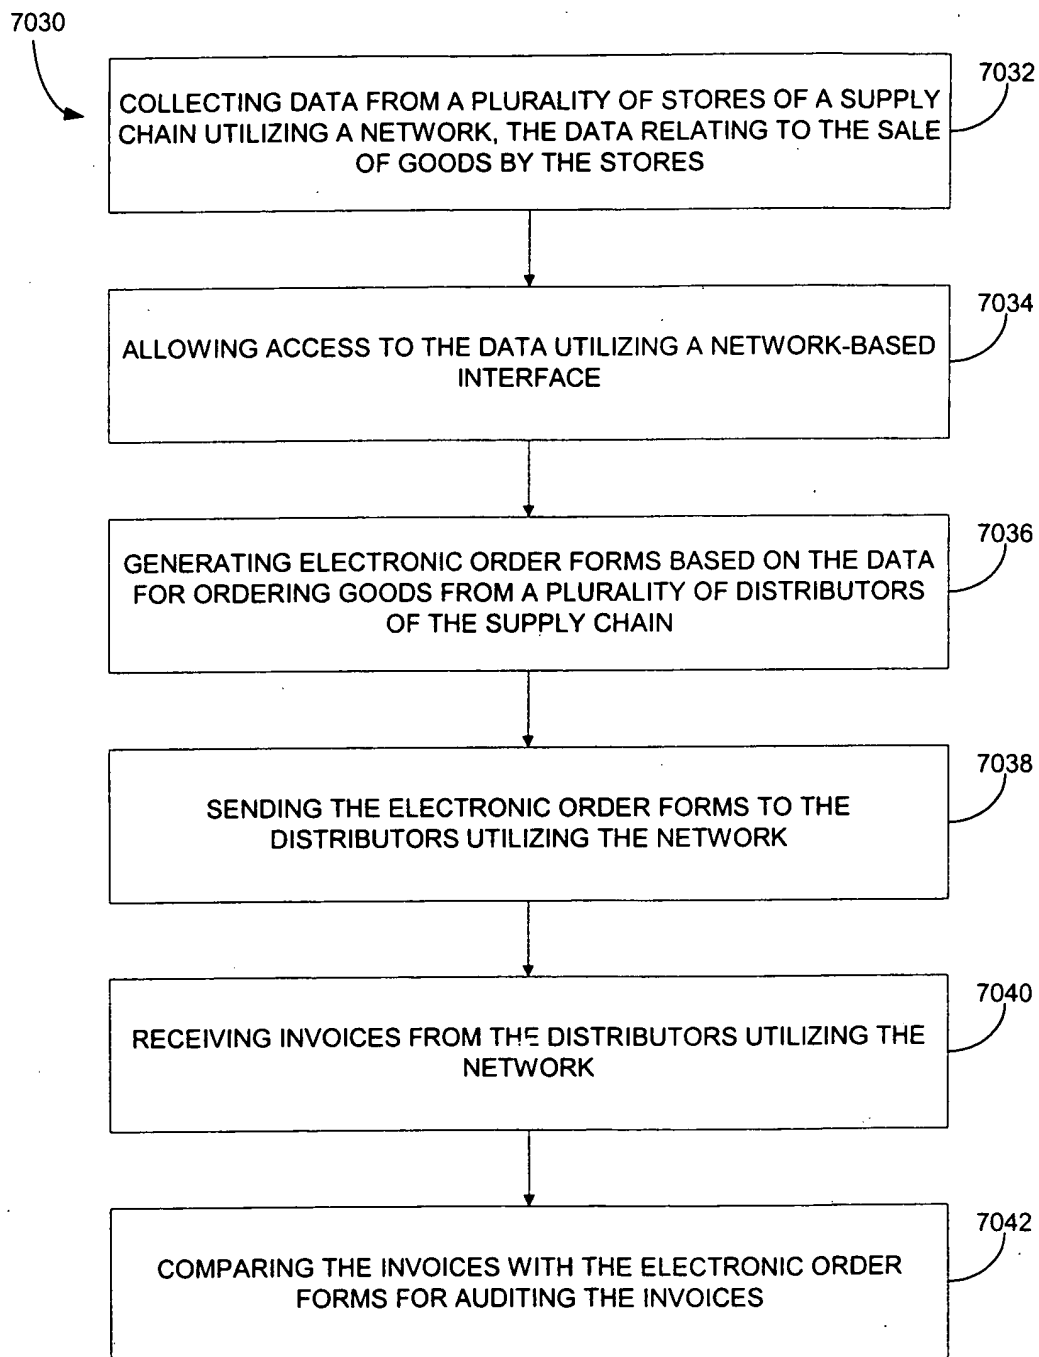 7030
7032
COLLECTING DATA FROM A PLURALITY OF STORES OF A SUPPLY
CHAIN UTILIZING A NETWORK, THE DATA RELATING TO THE SALE
OF GOODS BY THE STORES
7034
ALLOWING ACCESS TO THE DATA UTILIZING A NETWORK-BASED
INTERFACE
7036
GENERATING ELECTRONIC ORDER FORMS BASED ON THE DATA
FOR ORDERING GOODS FROM A PLURALITY OF DISTRIBUTORS
OF THE SUPPLY CHAIN
7038
SENDING THE ELECTRONIC ORDER FORMS TO THE
DISTRIBUTORS UTILIZING THE NETWORK
7040
RECEIVING INVOICES FROM THE DISTRIBUTORS UTILIZING THE
NETWORK
7042
COMPARING THE INVOICES WITH THE ELECTRONIC ORDER
FORMS FOR AUDITING THE INVOICES